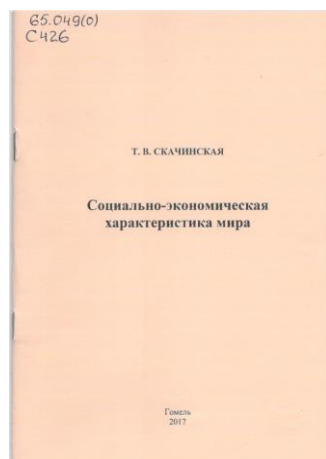 65.049(0)
С426
Т. В. СКАЧИНСКАЯ
Социально-экономическая
характеристика мира
Гомель
2017